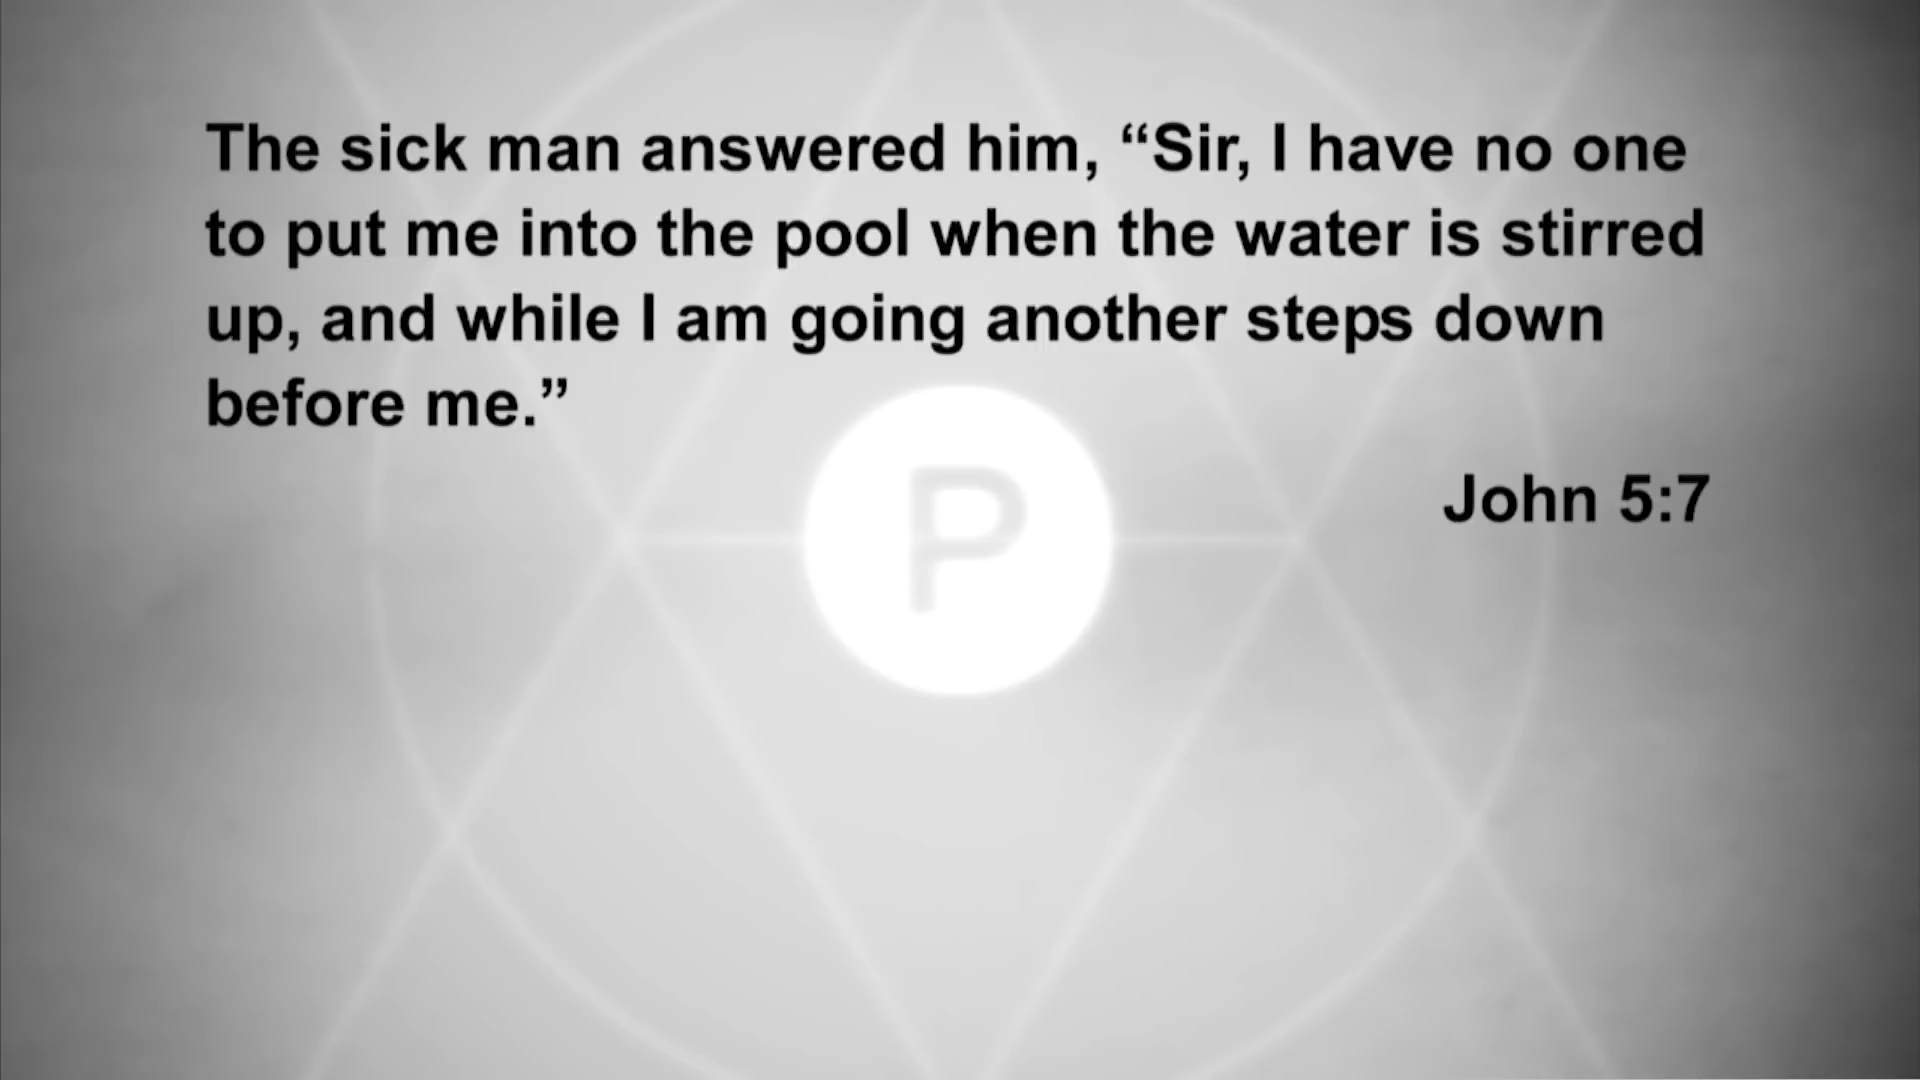 The sick man answered him, “Sir, I have no one
to put me into the pool when the water is stirred
up, and while I am going another steps down
before me.”
John 5:7
P